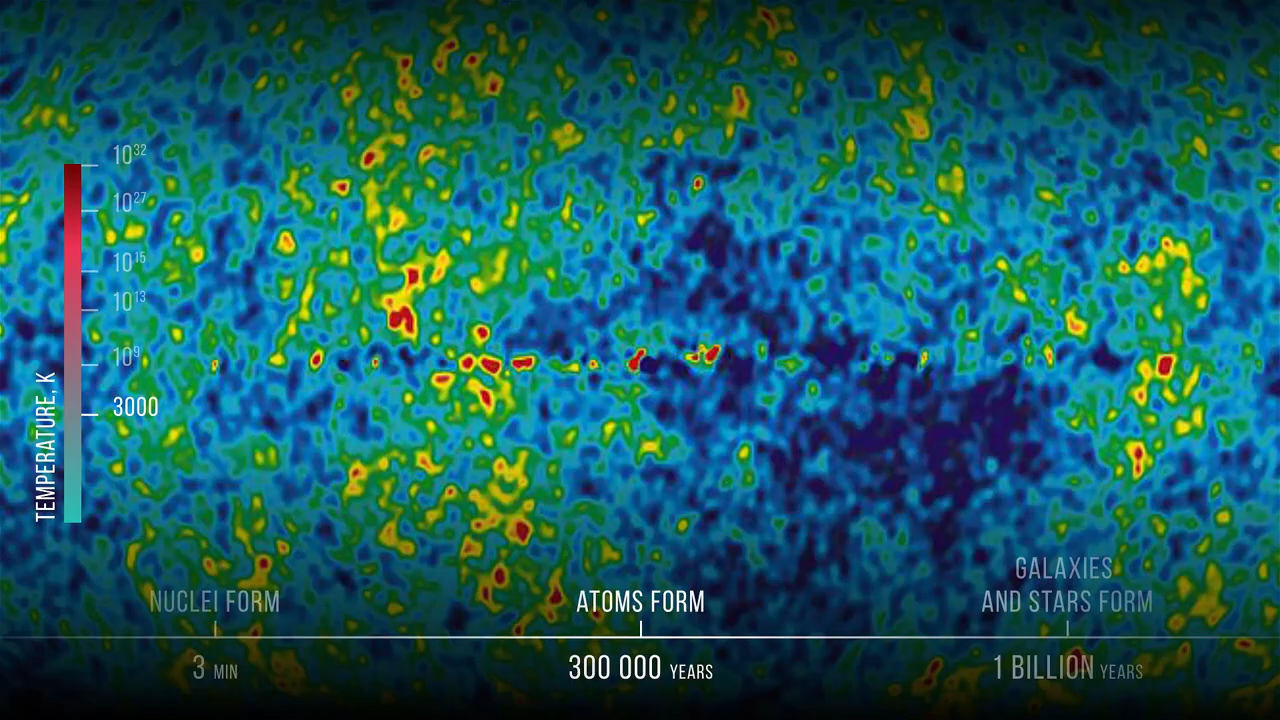 10³²
10²⁷
10¹⁵
10¹³
10⁹
3000
TEMPERATURE, K
NUCLEI FORM
ATOMS FORM
GALAXIES
AND STARS FORM
3 MIN
300 000 YEARS
1 BILLION YEARS